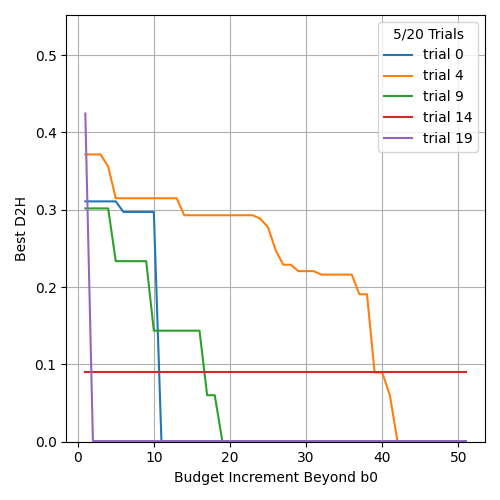 5/20 Trials
trial 0
trial 4
trial 9
trial 14
trial 19
0.5
0.4
0.3
0.2
0.1
0.0
Best D2H
0 10 20 30 40 50
Budget Increment Beyond b0